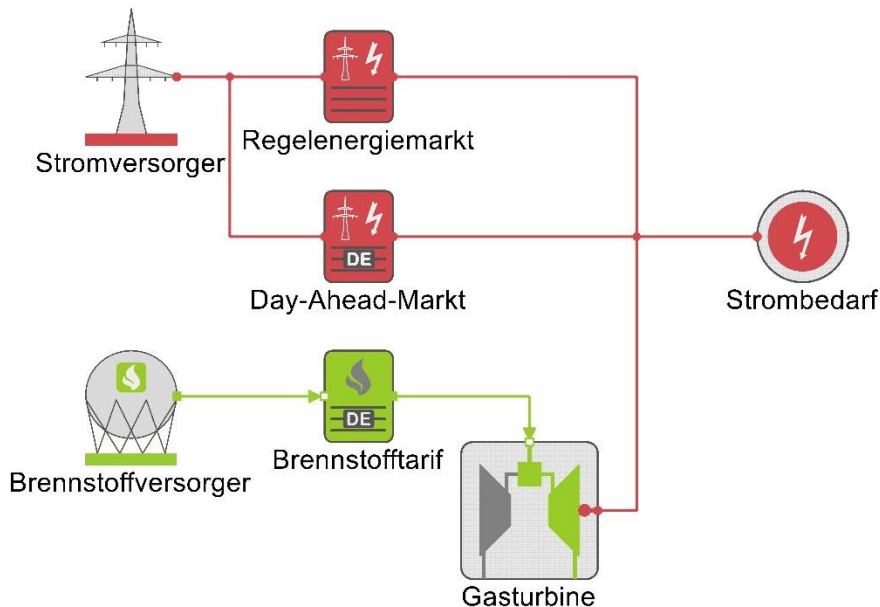 Regelenergiemarkt
Stromversorger
DE
Day-Ahead-Markt
Strombedarf
DE
Brennstofftarif
Brennstoffversorger
Gasturbine